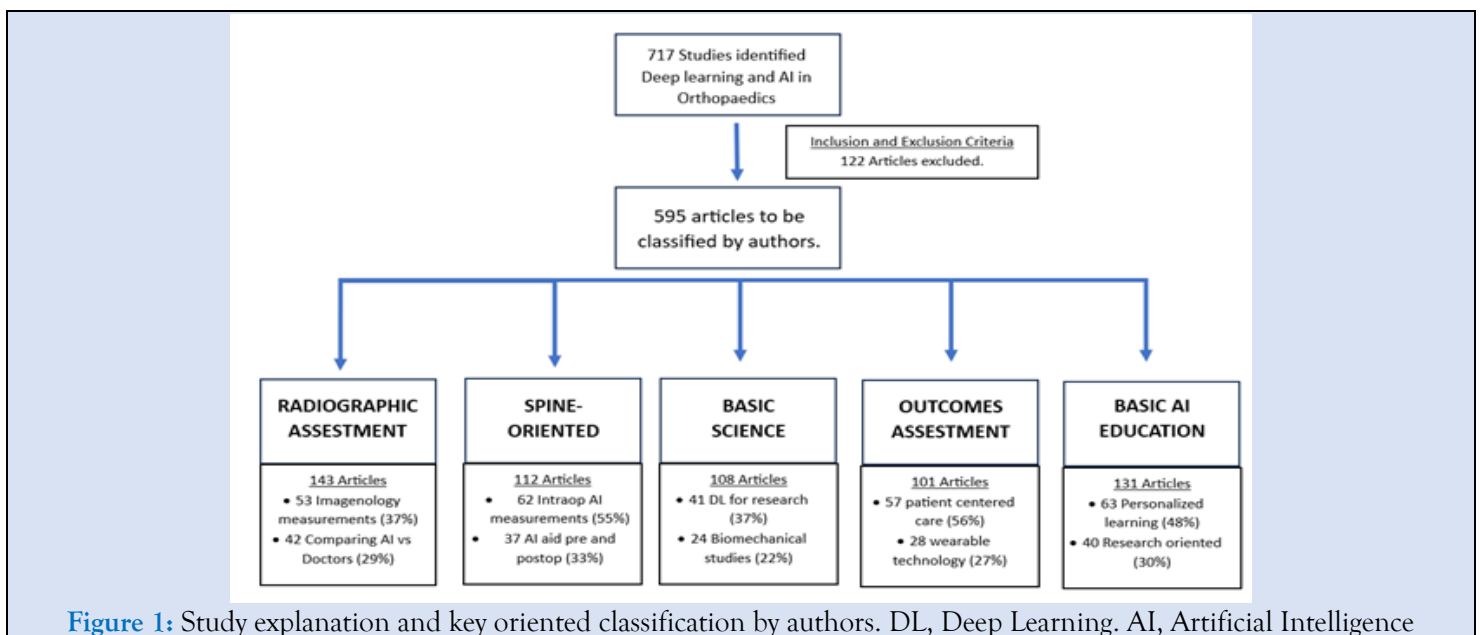 717 Studies identified
Deep learning and AI in
Orthopaedics
Inclusion and Exclusion Criteria
122 Articles excluded.
595 articles to be
classified by authors.
RADIOGRAPHIC
ASSESTMENT
143 Articles
• 53 Imagenology
measurements (37%)
• 42 Comparing AI vs
Doctors (29%)
SPINE-
ORIENTED
112 Articles
• 62 Intraop AI
measurements (55%)
• 37 AI aid pre and
postop (33%)
BASIC
SCIENCE
108 Articles
• 41 DL for research
(37%)
• 24 Biomechanical
studies (22%)
OUTCOMES
ASSESTMENT
101 Articles
• 57 patient centered
care (56%)
• 28 wearable
technology (27%)
BASIC AI
EDUCATION
131 Articles
• 63 Personalized
learning (48%)
• 40 Research oriented
(30%)
Figure 1: Study explanation and key oriented classification by authors. DL, Deep Learning. AI, Artificial Intelligence